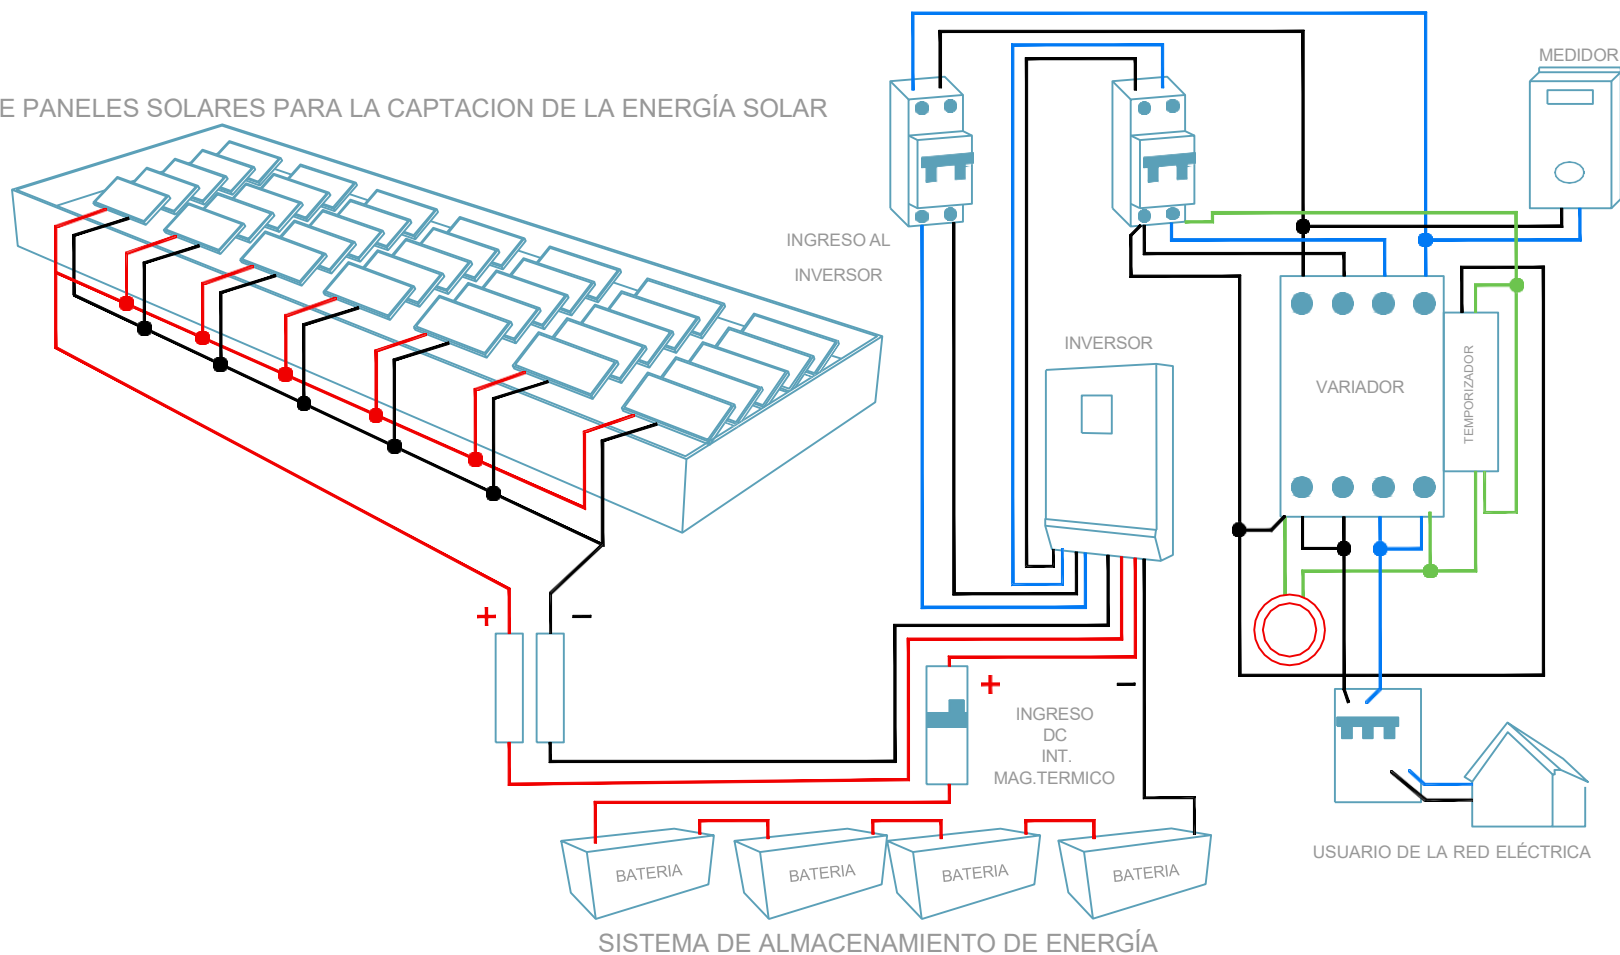 MEDIDOR
E PANELES SOLARES PARA LA CAPTACION DE LA ENERGÍA SOLAR
INGRESO AL
INVERSOR
INVERSOR
VARIADOR
TEMPORIZADOR
+
−
+
−
INGRESO
DC
INT.
MAG.TERMICO
BATERIA
BATERIA
BATERIA
BATERIA
USUARIO DE LA RED ELÉCTRICA
SISTEMA DE ALMACENAMIENTO DE ENERGÍA